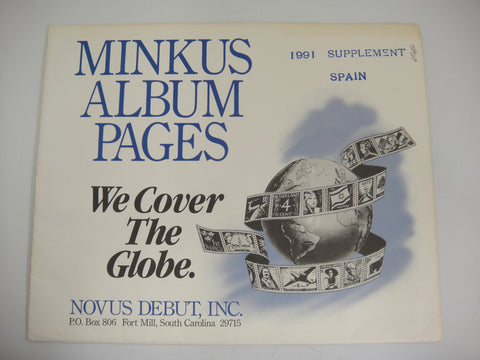 MINKUS
ALBUM
PAGES
1991 SUPPLEMENT
SPAIN
We Cover
The
Globe.
4
NOVUS DEBUT, INC.
P.O. Box 806 Fort Mill, South Carolina 29715